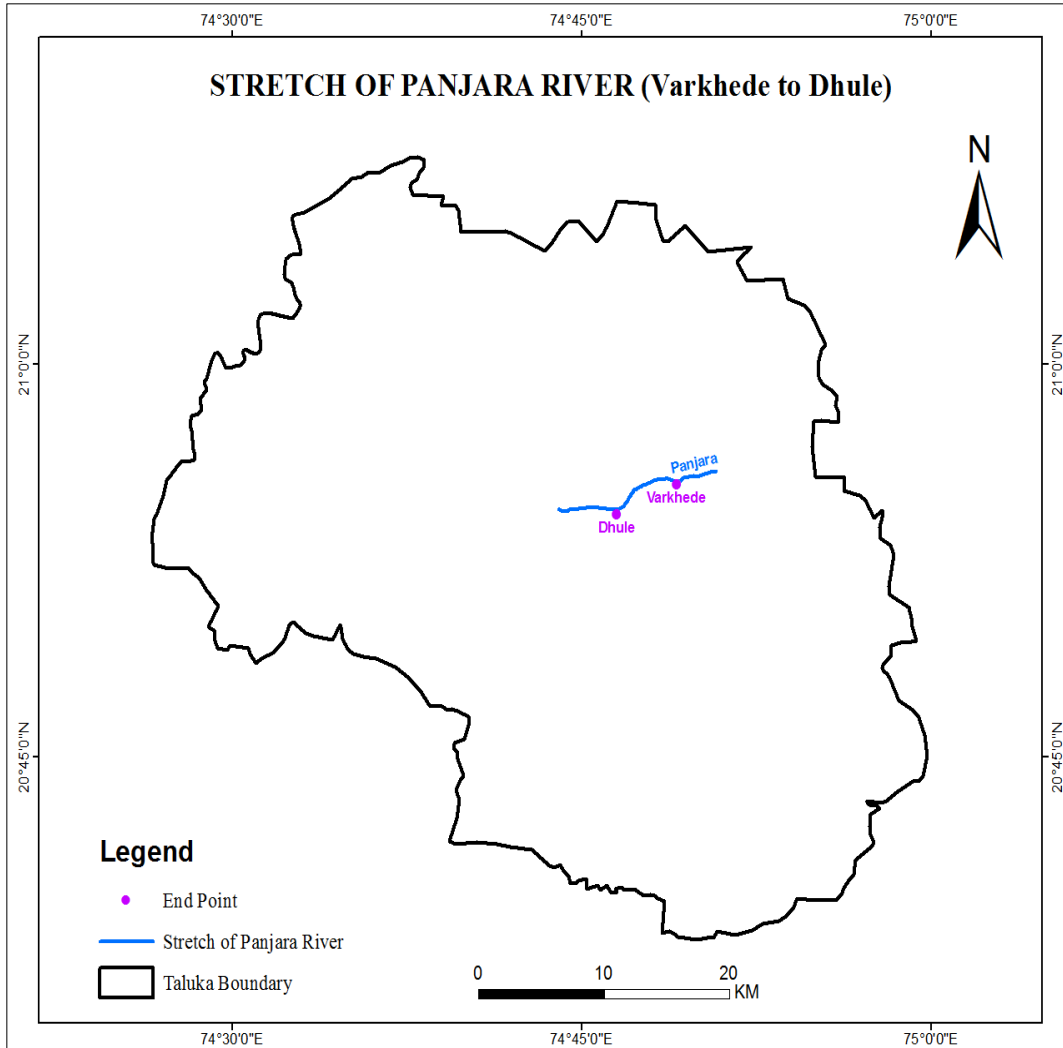 74°30'0"E 74°45'0"E 75°0'0"E
STRETCH OF PANJARA RIVER (Varkhede to Dhule)
N
21°0'0"N 21°0'0"N
Panjara
Varkhede
Dhule
20°45'0"N 20°45'0"N
Legend
End Point
Stretch of Panjara River
Taluka Boundary
0 10 20
KM
74°30'0"E 74°45'0"E 75°0'0"E